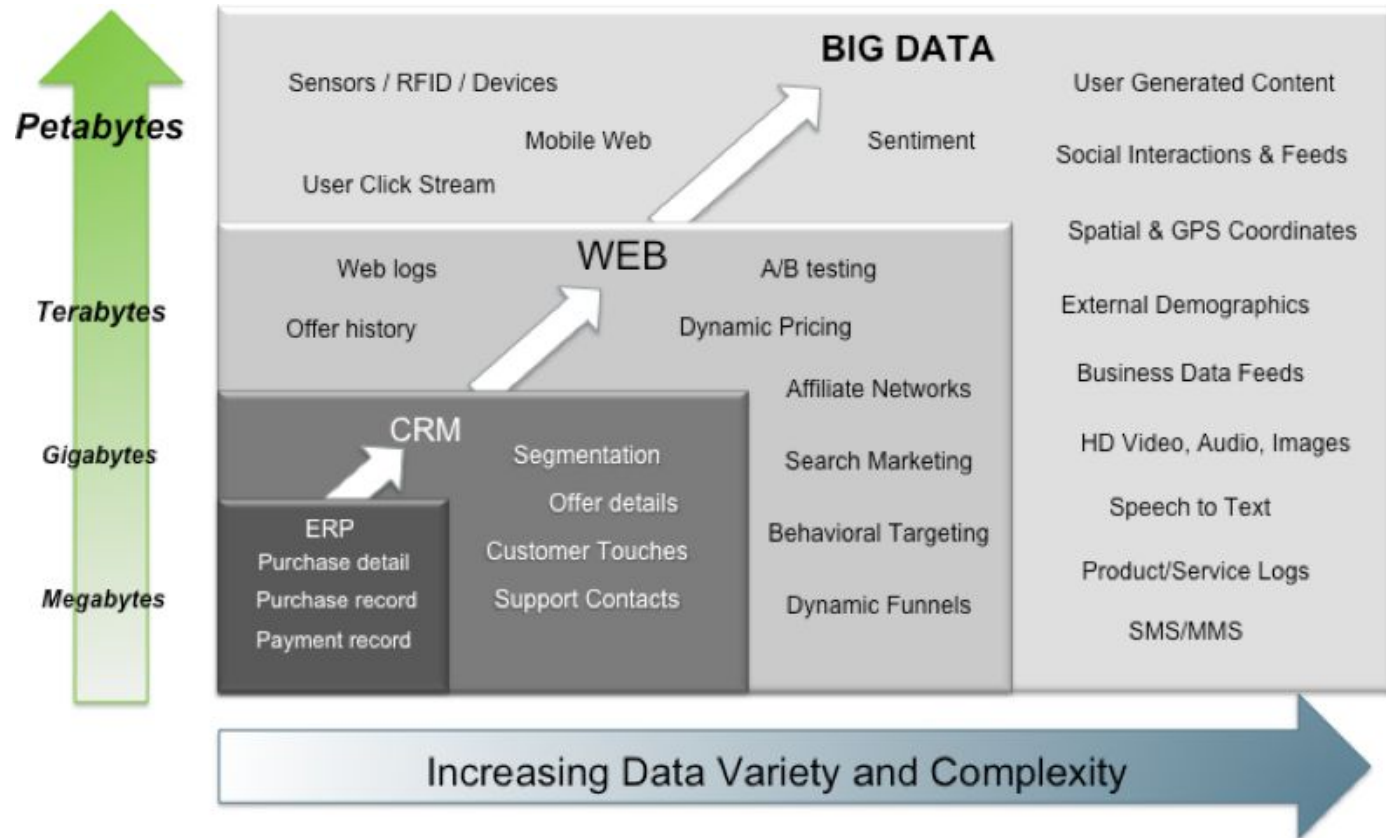 BIG DATA
Sensors / RFID / Devices
User Generated Content
Petabytes
Mobile Web
Sentiment
Social Interactions & Feeds
User Click Stream
Spatial & GPS Coordinates
WEB
Web logs
A/B testing
Terabytes
External Demographics
Offer history
Dynamic Pricing
Business Data Feeds
Affiliate Networks
CRM
HD Video, Audio, Images
Gigabytes
Segmentation
Search Marketing
Offer details
Speech to Text
ERP
Behavioral Targeting
Customer Touches
Purchase detail
Product/Service Logs
Megabytes
Purchase record
Support Contacts
Dynamic Funnels
SMS/MMS
Payment record
Increasing Data Variety and Complexity